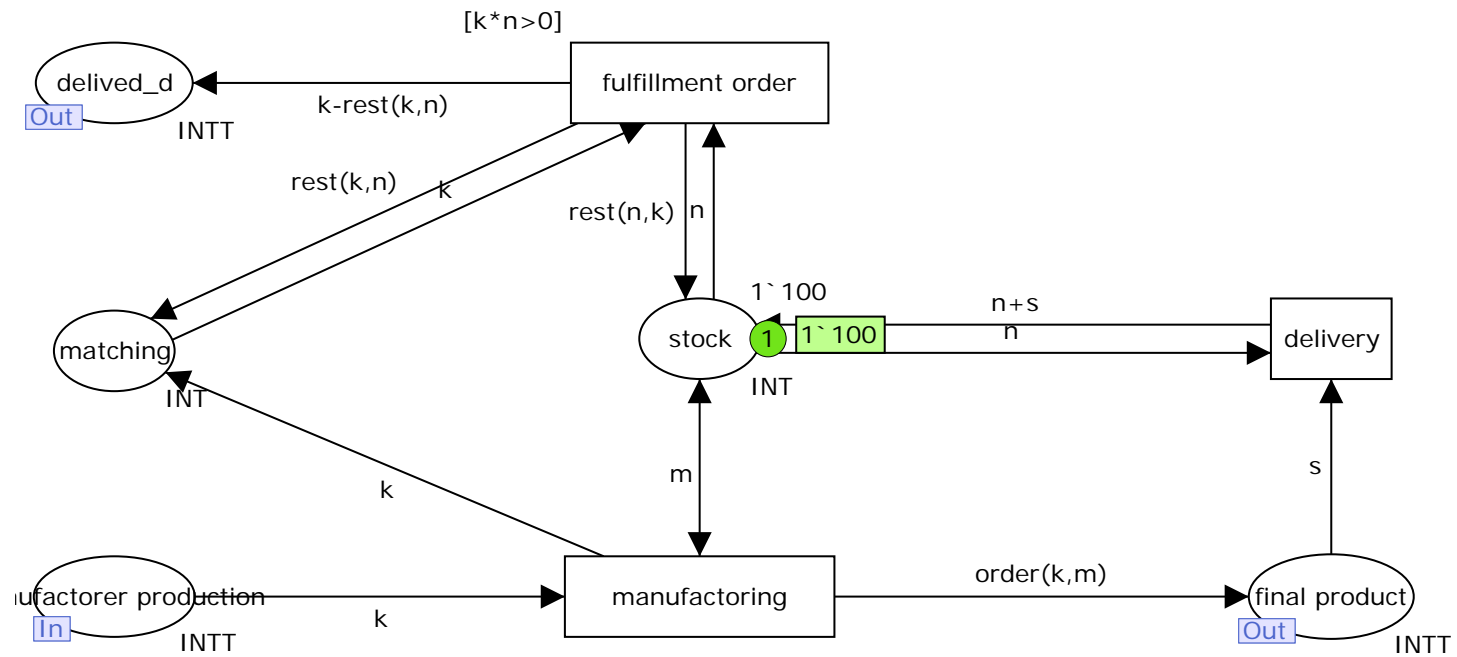 [k*n>0]
delived_d
fulfillment order
k-rest(k,n)
Out
INTT
rest(k,n)
k
rest(n,k)
n
1`100
n+s
n
matching
stock
1
1`100
delivery
INT
INT
m
s
k
order(k,m)
ufactorer production
manufactoring
final product
k
In
INTT
Out
INTT